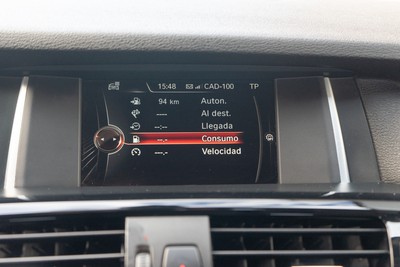 15:48 CAD-100 TP
94 km Auton.
---- Al dest.
--:-- Llegada
--.- Consumo
---.- Velocidad